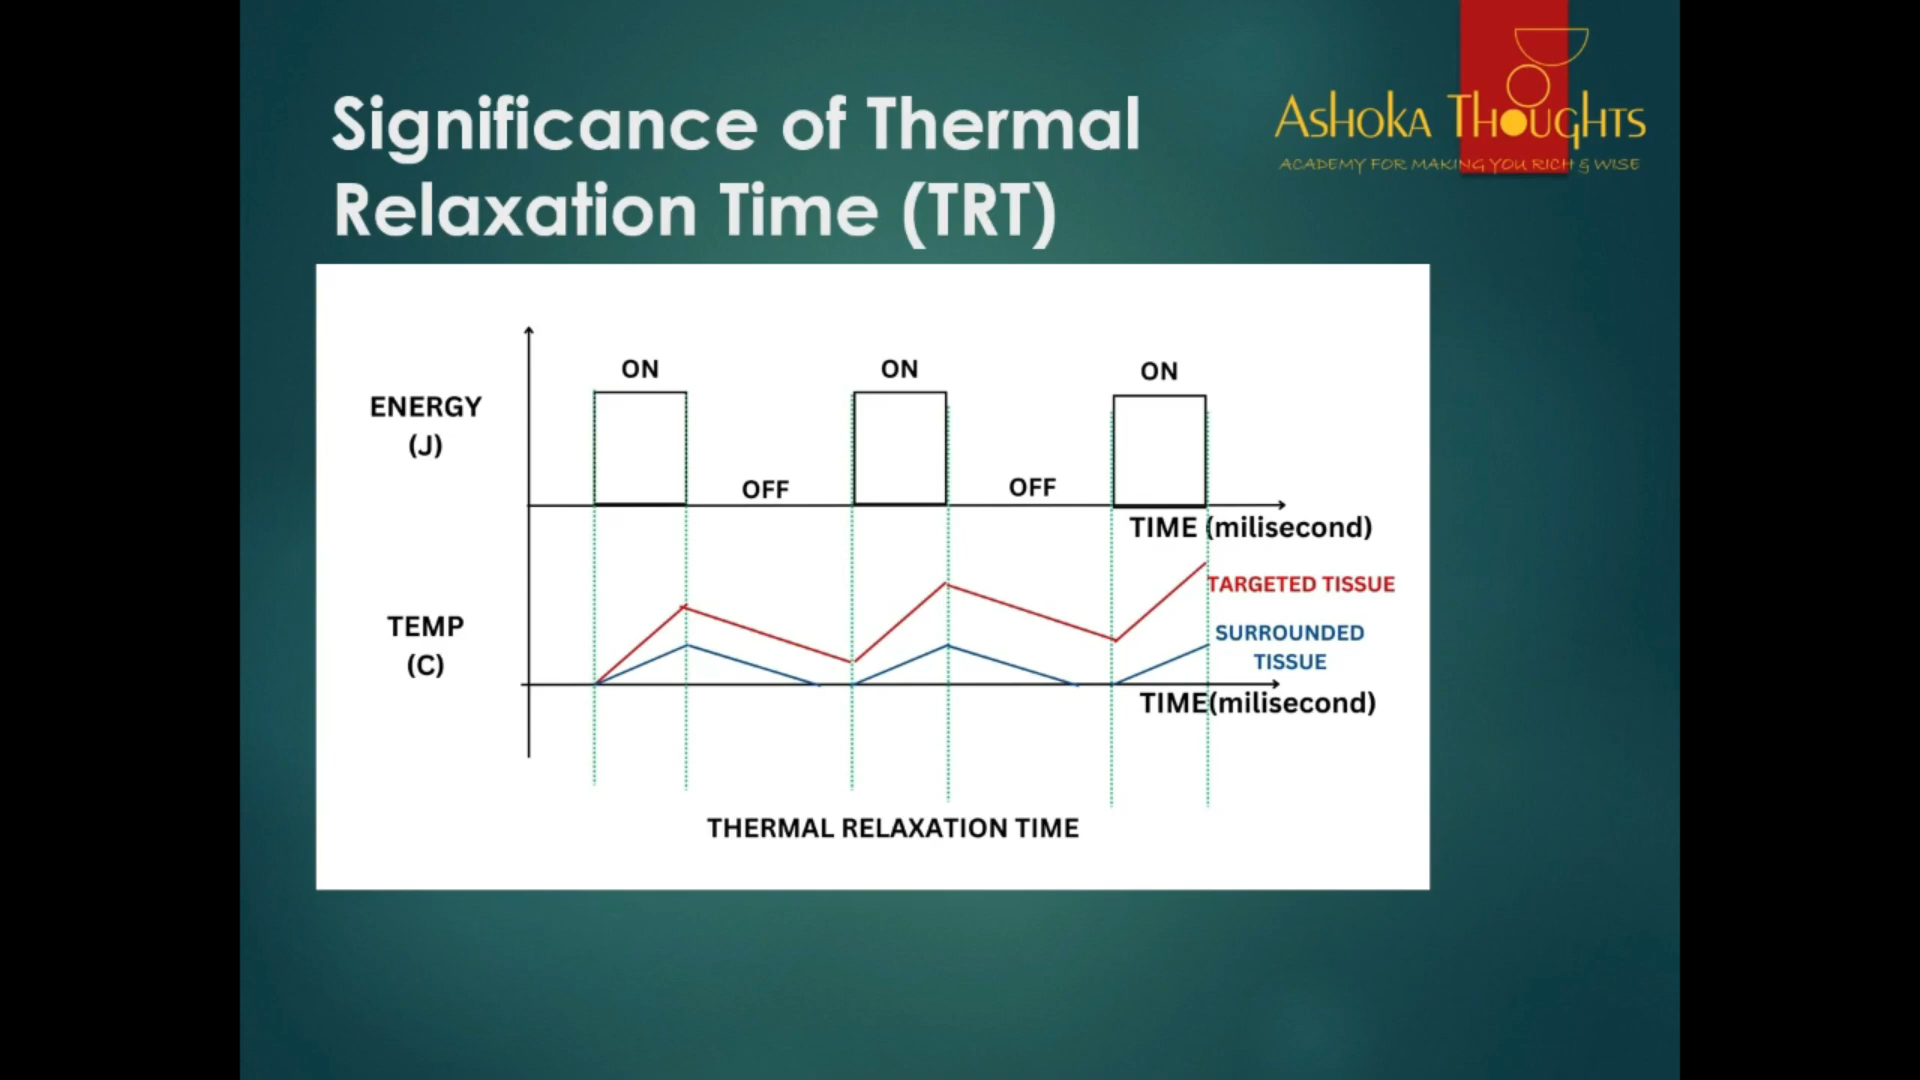 Significance of Thermal
Relaxation Time (TRT)
ASHOKA THOUGHTS
ACADEMY FOR MAKING YOU RICH & WISE
ON
ON
ON
ENERGY
(J)
OFF
OFF
TIME (milisecond)
TARGETED TISSUE
TEMP
(C)
SURROUNDED
TISSUE
TIME(milisecond)
THERMAL RELAXATION TIME